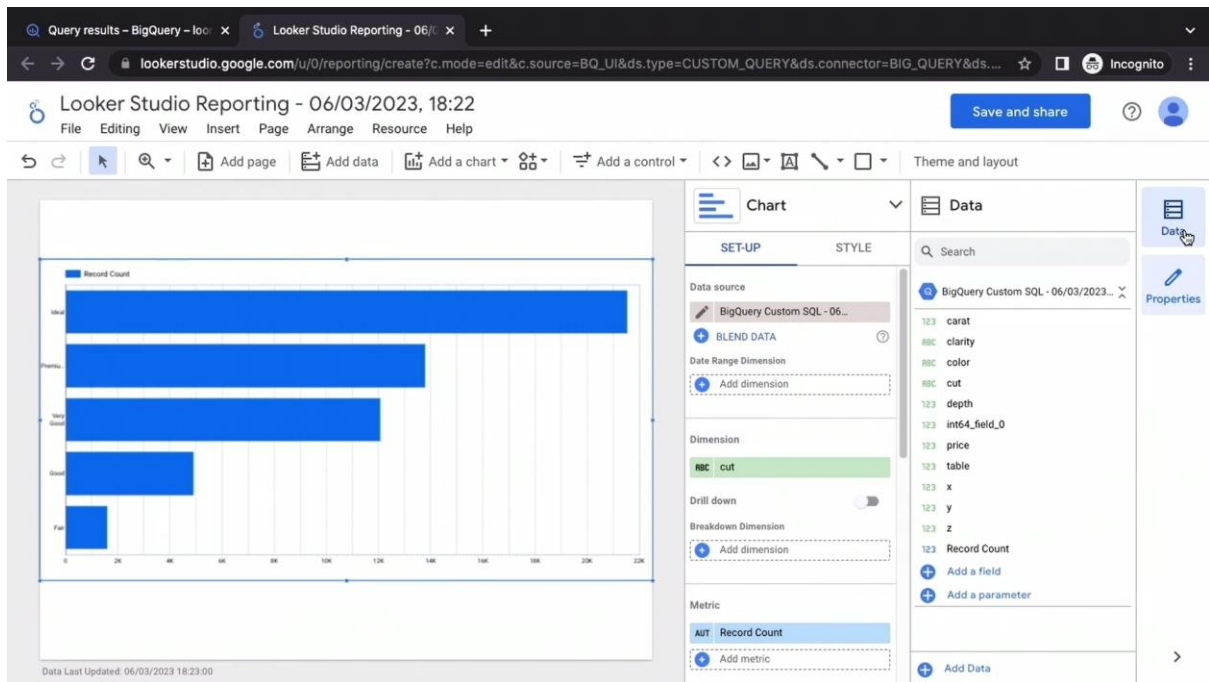 Query results – BigQuery – loo
Looker Studio Reporting - 06/0
lookerstudio.google.com/u/0/reporting/create?c.mode=edit&c.source=BQ_UI&ds.type=CUSTOM_QUERY&ds.connector=BIG_QUERY&ds....
Incognito
Looker Studio Reporting - 06/03/2023, 18:22
File Editing View Insert Page Arrange Resource Help
Save and share
Add page
Add data
Add a chart
Add a control
Theme and layout
Record Count
Ideal
Premiu...
Very
Good
Good
Fair
0 2K 4K 6K 8K 10K 12K 14K 16K 18K 20K 22K
Data Last Updated: 06/03/2023 18:23:00
Chart
SET-UP STYLE
Data source
BigQuery Custom SQL - 06...
BLEND DATA
Date Range Dimension
Add dimension
Dimension
ABC cut
Drill down
Breakdown Dimension
Add dimension
Metric
AUT Record Count
Add metric
Data
Search
BigQuery Custom SQL - 06/03/2023...
123 carat
ABC clarity
ABC color
ABC cut
123 depth
123 int64_field_0
123 price
123 table
123 x
123 y
123 z
123 Record Count
Add a field
Add a parameter
Add Data
Data
Properties